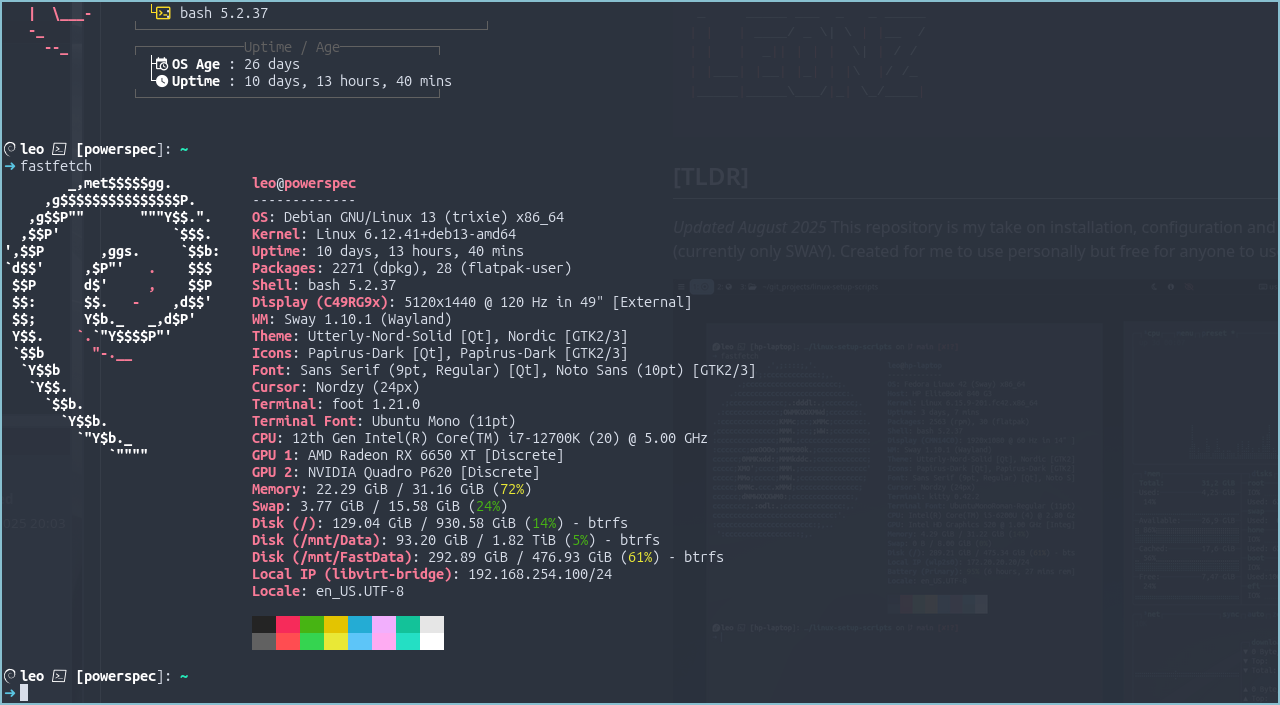 bash 5.2.37
Uptime / Age
OS Age : 26 days
Uptime : 10 days, 13 hours, 40 mins
leo [powerspec]: ~
➜ fastfetch
leo@powerspec
-------------
OS: Debian GNU/Linux 13 (trixie) x86_64
Kernel: Linux 6.12.41+deb13-amd64
Uptime: 10 days, 13 hours, 40 mins
Packages: 2271 (dpkg), 28 (flatpak-user)
Shell: bash 5.2.37
Display (C49RG9x): 5120x1440 @ 120 Hz in 49" [External]
WM: Sway 1.10.1 (Wayland)
Theme: Utterly-Nord-Solid [Qt], Nordic [GTK2/3]
Icons: Papirus-Dark [Qt], Papirus-Dark [GTK2/3]
Font: Sans Serif (9pt, Regular) [Qt], Noto Sans (10pt) [GTK2/3]
Cursor: Nordzy (24px)
Terminal: foot 1.21.0
Terminal Font: Ubuntu Mono (11pt)
CPU: 12th Gen Intel(R) Core(TM) i7-12700K (20) @ 5.00 GHz
GPU 1: AMD Radeon RX 6650 XT [Discrete]
GPU 2: NVIDIA Quadro P620 [Discrete]
Memory: 22.29 GiB / 31.16 GiB (72%)
Swap: 3.77 GiB / 15.58 GiB (24%)
Disk (/): 129.04 GiB / 930.58 GiB (14%) - btrfs
Disk (/mnt/Data): 93.20 GiB / 1.82 TiB (5%) - btrfs
Disk (/mnt/FastData): 292.89 GiB / 476.93 GiB (61%) - btrfs
Local IP (libvirt-bridge): 192.168.254.100/24
Locale: en_US.UTF-8
leo [powerspec]: ~
➜
[TLDR]
Updated August 2025 This repository is my take on installation, configuration and
(currently only SWAY). Created for me to use personally but free for anyone to us